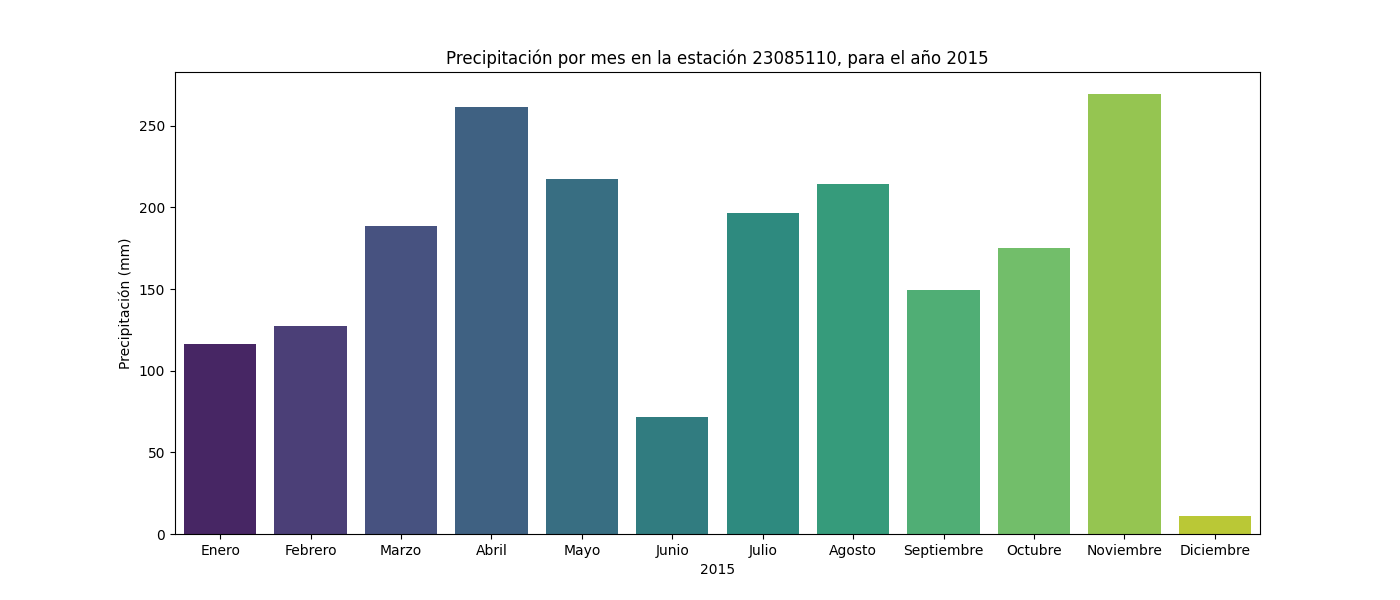 Precipitación por mes en la estación 23085110, para el año 2015
Precipitación (mm)
250
200
150
100
50
0
Enero Febrero Marzo Abril Mayo Junio Julio Agosto Septiembre Octubre Noviembre Diciembre
2015